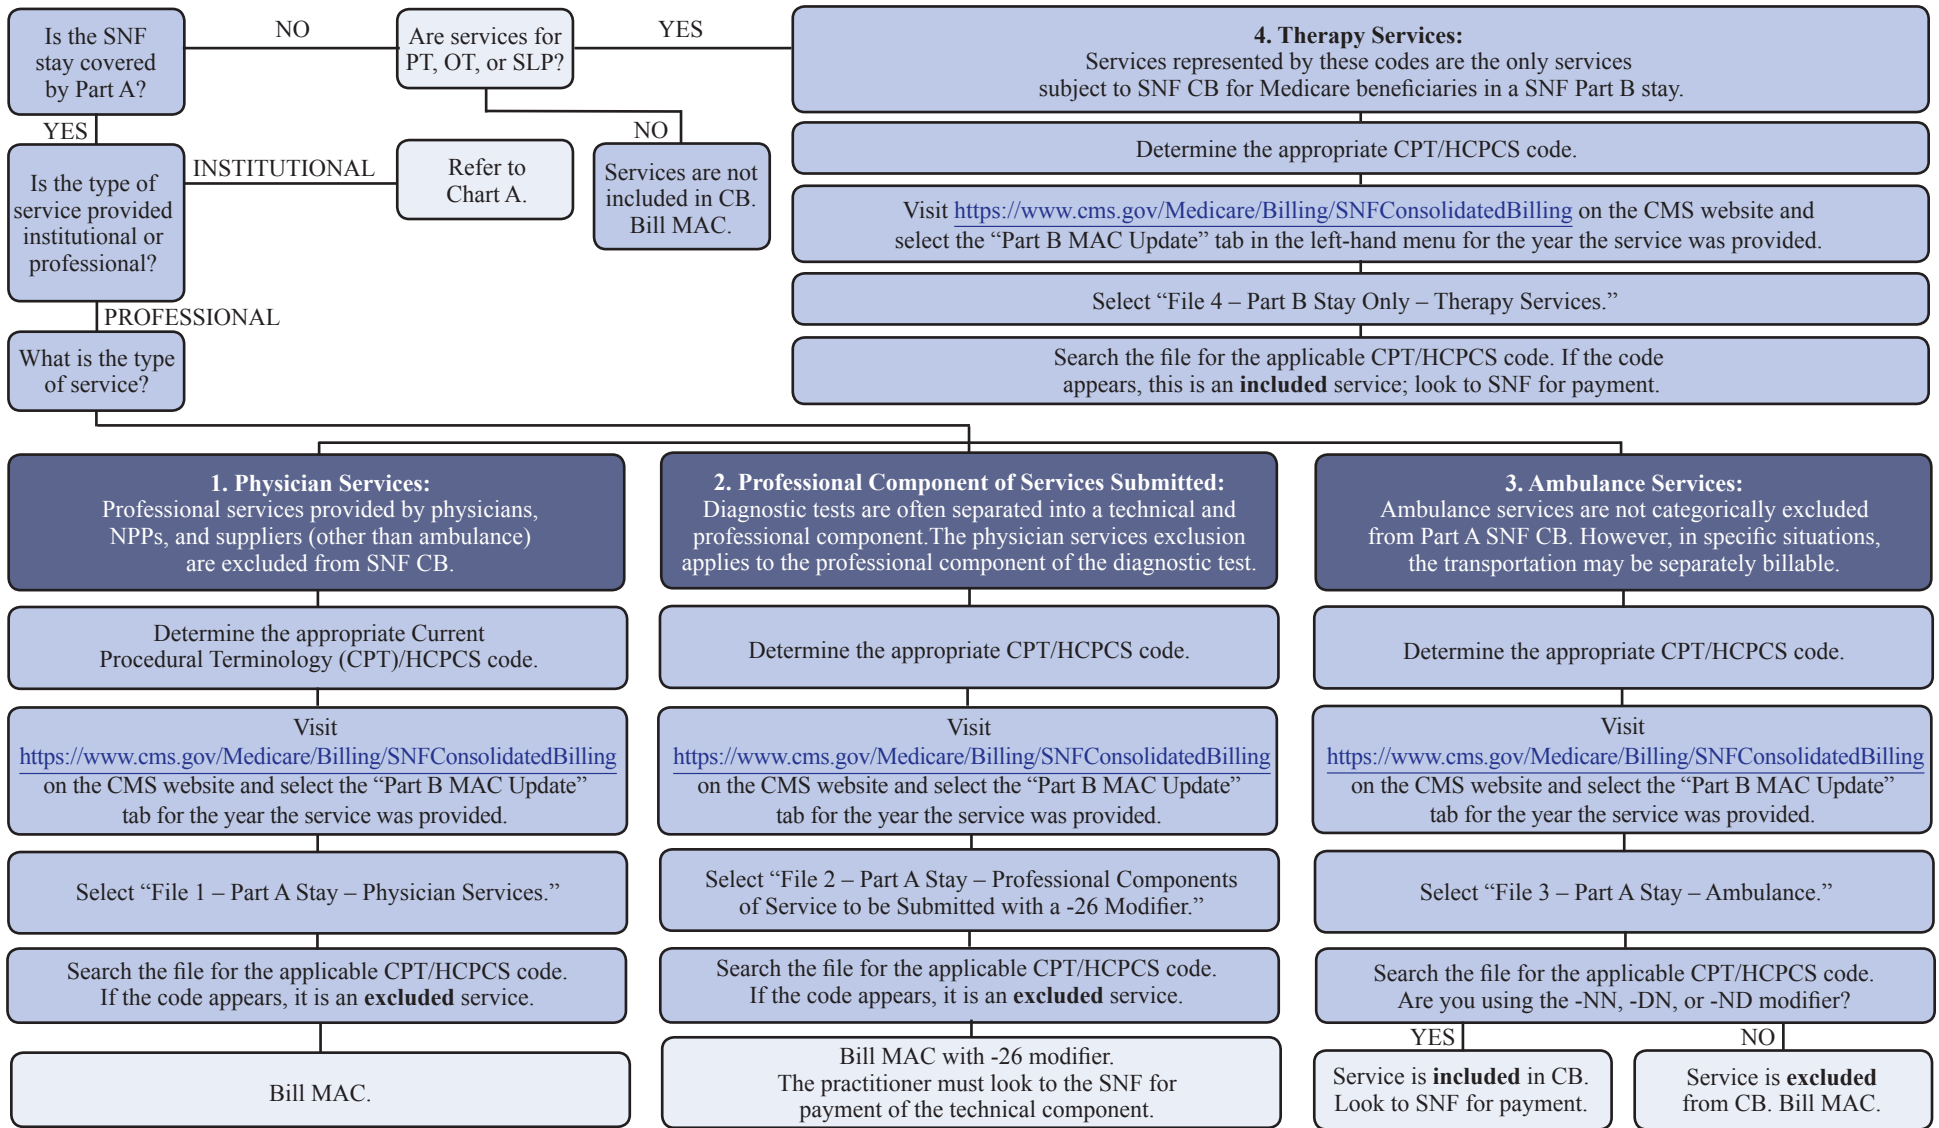 Is the SNF
stay covered
by Part A?
NO
Are services for
PT, OT, or SLP?
YES
4. Therapy Services:
Services represented by these codes are the only services
subject to SNF CB for Medicare beneficiaries in a SNF Part B stay.
YES
NO
Determine the appropriate CPT/HCPCS code.
Is the type of
service provided
institutional or
professional?
INSTITUTIONAL
Refer to
Chart A.
Services are not
included in CB.
Bill MAC.
Visit https://www.cms.gov/Medicare/Billing/SNFConsolidatedBilling on the CMS website and
select the “Part B MAC Update” tab in the left-hand menu for the year the service was provided.
Select “File 4 – Part B Stay Only – Therapy Services.”
PROFESSIONAL
What is the type
of service?
Search the file for the applicable CPT/HCPCS code. If the code
appears, this is an included service; look to SNF for payment.
1. Physician Services:
Professional services provided by physicians,
NPPs, and suppliers (other than ambulance)
are excluded from SNF CB.
Determine the appropriate Current
Procedural Terminology (CPT)/HCPCS code.
Visit
https://www.cms.gov/Medicare/Billing/SNFConsolidatedBilling
on the CMS website and select the “Part B MAC Update”
tab for the year the service was provided.
Select “File 1 – Part A Stay – Physician Services.”
Search the file for the applicable CPT/HCPCS code.
If the code appears, it is an excluded service.
Bill MAC.
2. Professional Component of Services Submitted:
Diagnostic tests are often separated into a technical and
professional component.The physician services exclusion
applies to the professional component of the diagnostic test.
Determine the appropriate CPT/HCPCS code.
Visit
https://www.cms.gov/Medicare/Billing/SNFConsolidatedBilling
on the CMS website and select the “Part B MAC Update”
tab for the year the service was provided.
Select “File 2 – Part A Stay – Professional Components
of Service to be Submitted with a -26 Modifier.”
Search the file for the applicable CPT/HCPCS code.
If the code appears, it is an excluded service.
Bill MAC with -26 modifier.
The practitioner must look to the SNF for
payment of the technical component.
3. Ambulance Services:
Ambulance services are not categorically excluded
from Part A SNF CB. However, in specific situations,
the transportation may be separately billable.
Determine the appropriate CPT/HCPCS code.
Visit
https://www.cms.gov/Medicare/Billing/SNFConsolidatedBilling
on the CMS website and select the “Part B MAC Update”
tab for the year the service was provided.
Select “File 3 – Part A Stay – Ambulance.”
Search the file for the applicable CPT/HCPCS code.
Are you using the -NN, -DN, or -ND modifier?
YES
NO
Service is included in CB.
Look to SNF for payment.
Service is excluded
from CB. Bill MAC.